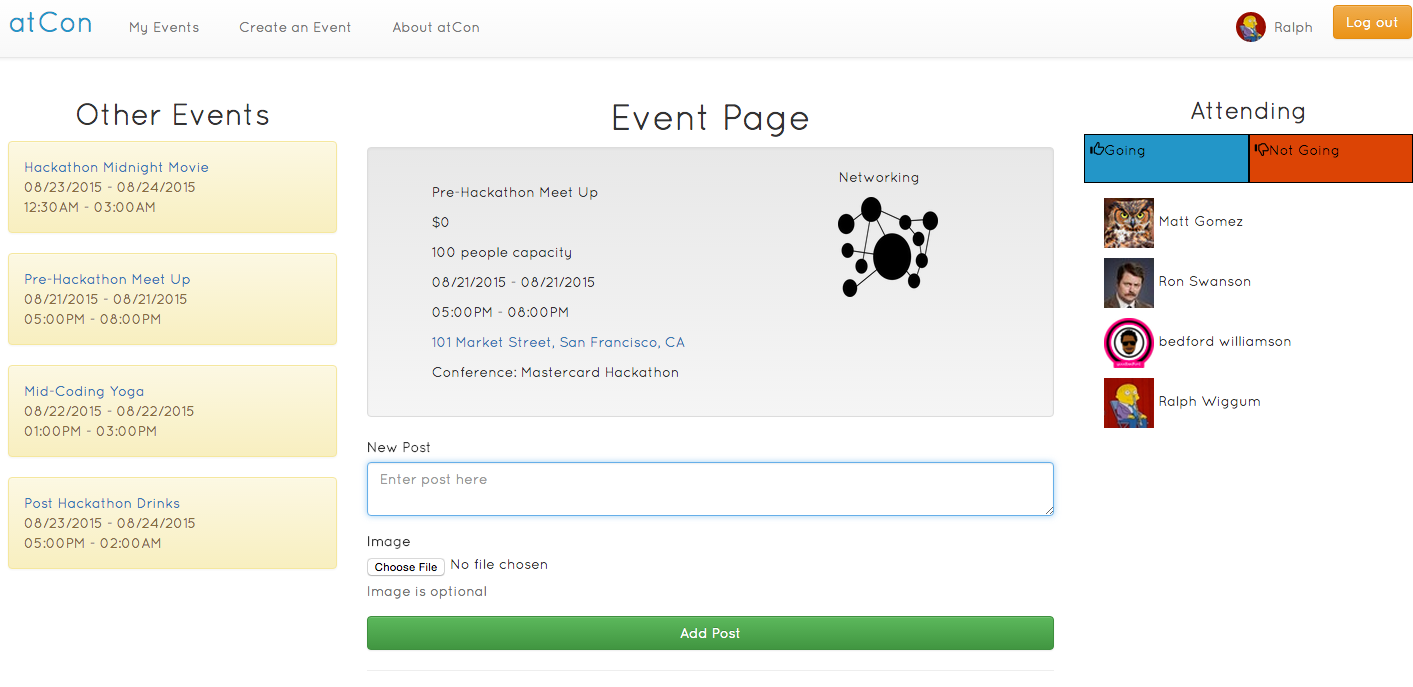 atCon
My Events
Create an Event
About atCon
Ralph
Log out
Other Events
Hackathon Midnight Movie
08/23/2015 - 08/24/2015
12:30AM - 03:00AM
Pre-Hackathon Meet Up
08/21/2015 - 08/21/2015
05:00PM - 08:00PM
Mid-Coding Yoga
08/22/2015 - 08/22/2015
01:00PM - 03:00PM
Post Hackathon Drinks
08/23/2015 - 08/24/2015
05:00PM - 02:00AM
Event Page
Pre-Hackathon Meet Up
$0
100 people capacity
08/21/2015 - 08/21/2015
05:00PM - 08:00PM
101 Market Street, San Francisco, CA
Conference: Mastercard Hackathon
Networking
New Post
Enter post here
Image
Choose File No file chosen
Image is optional
Add Post
Attending
Going
Not Going
Matt Gomez
Ron Swanson
bedford williamson
Ralph Wiggum